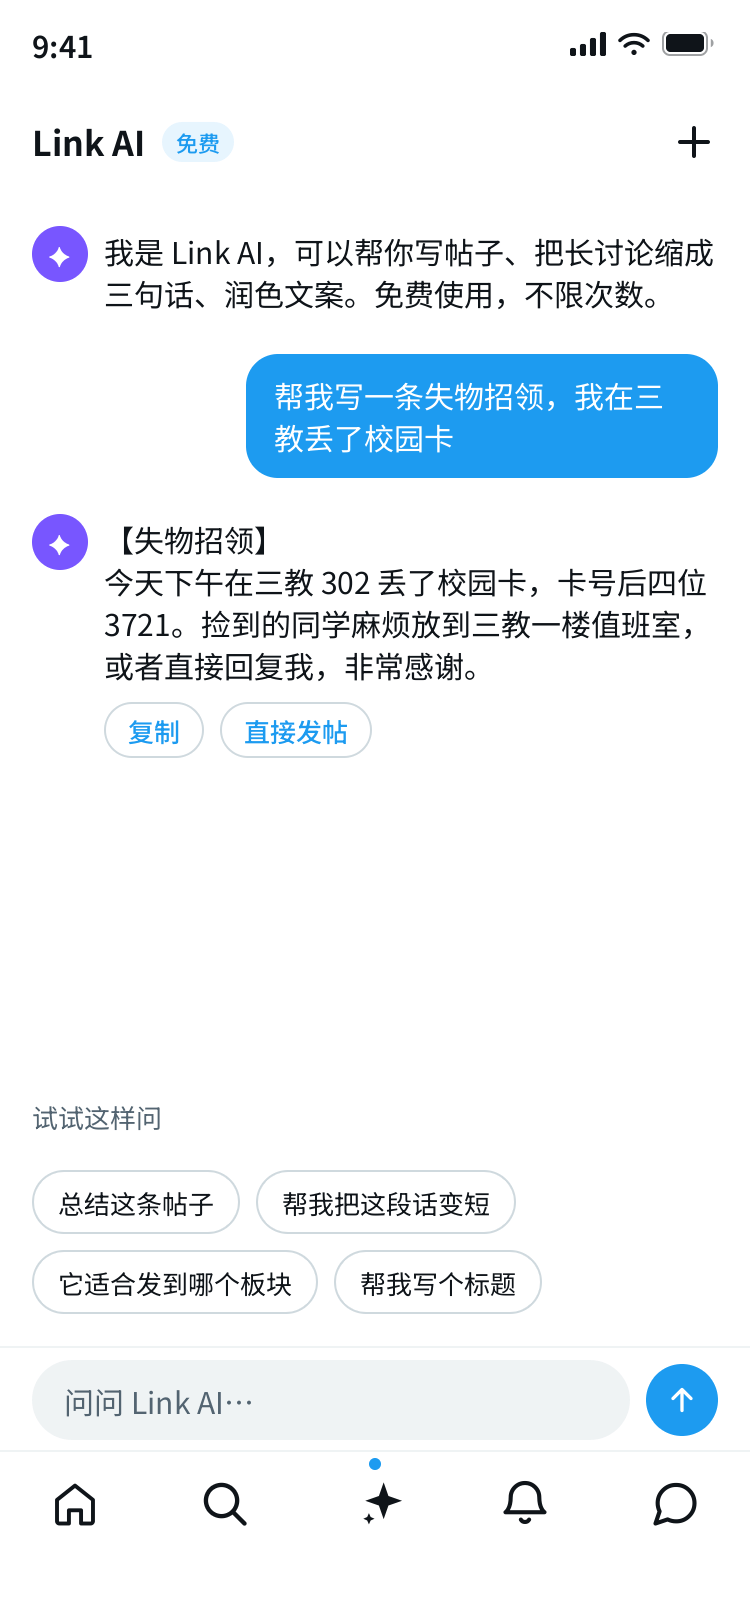 9:41
Link AI 免费
我是 Link AI，可以帮你写帖子、把长讨论缩成
三句话、润色文案。免费使用，不限次数。
帮我写一条失物招领，我在三
教丢了校园卡
【失物招领】
今天下午在三教 302 丢了校园卡，卡号后四位
3721。捡到的同学麻烦放到三教一楼值班室，
或者直接回复我，非常感谢。
复制 直接发帖
试试这样问
总结这条帖子 帮我把这段话变短
它适合发到哪个板块 帮我写个标题
问问 Link AI…